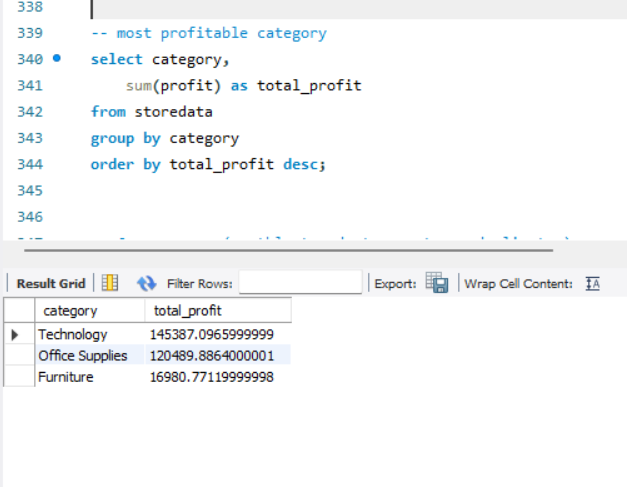 338
339 -- most profitable category
340 select category,
341 sum(profit) as total_profit
342 from storedata
343 group by category
344 order by total_profit desc;
345
346
Result Grid Filter Rows: Export: Wrap Cell Content: IA
category total_profit
Technology 145387.0965999999
Office Supplies 120489.8864000001
Furniture 16980.77119999998